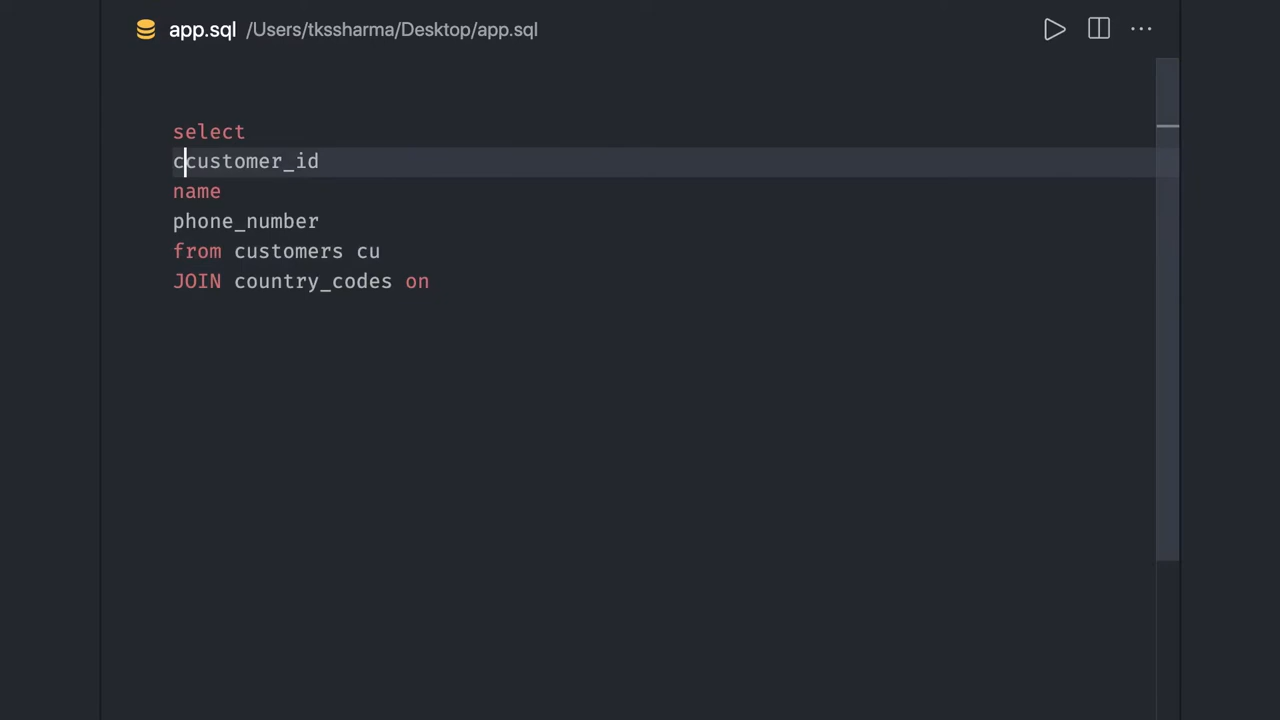 app.sql /Users/tkssharma/Desktop/app.sql
select
ccustomer_id
name
phone_number
from customers cu
JOIN country_codes on